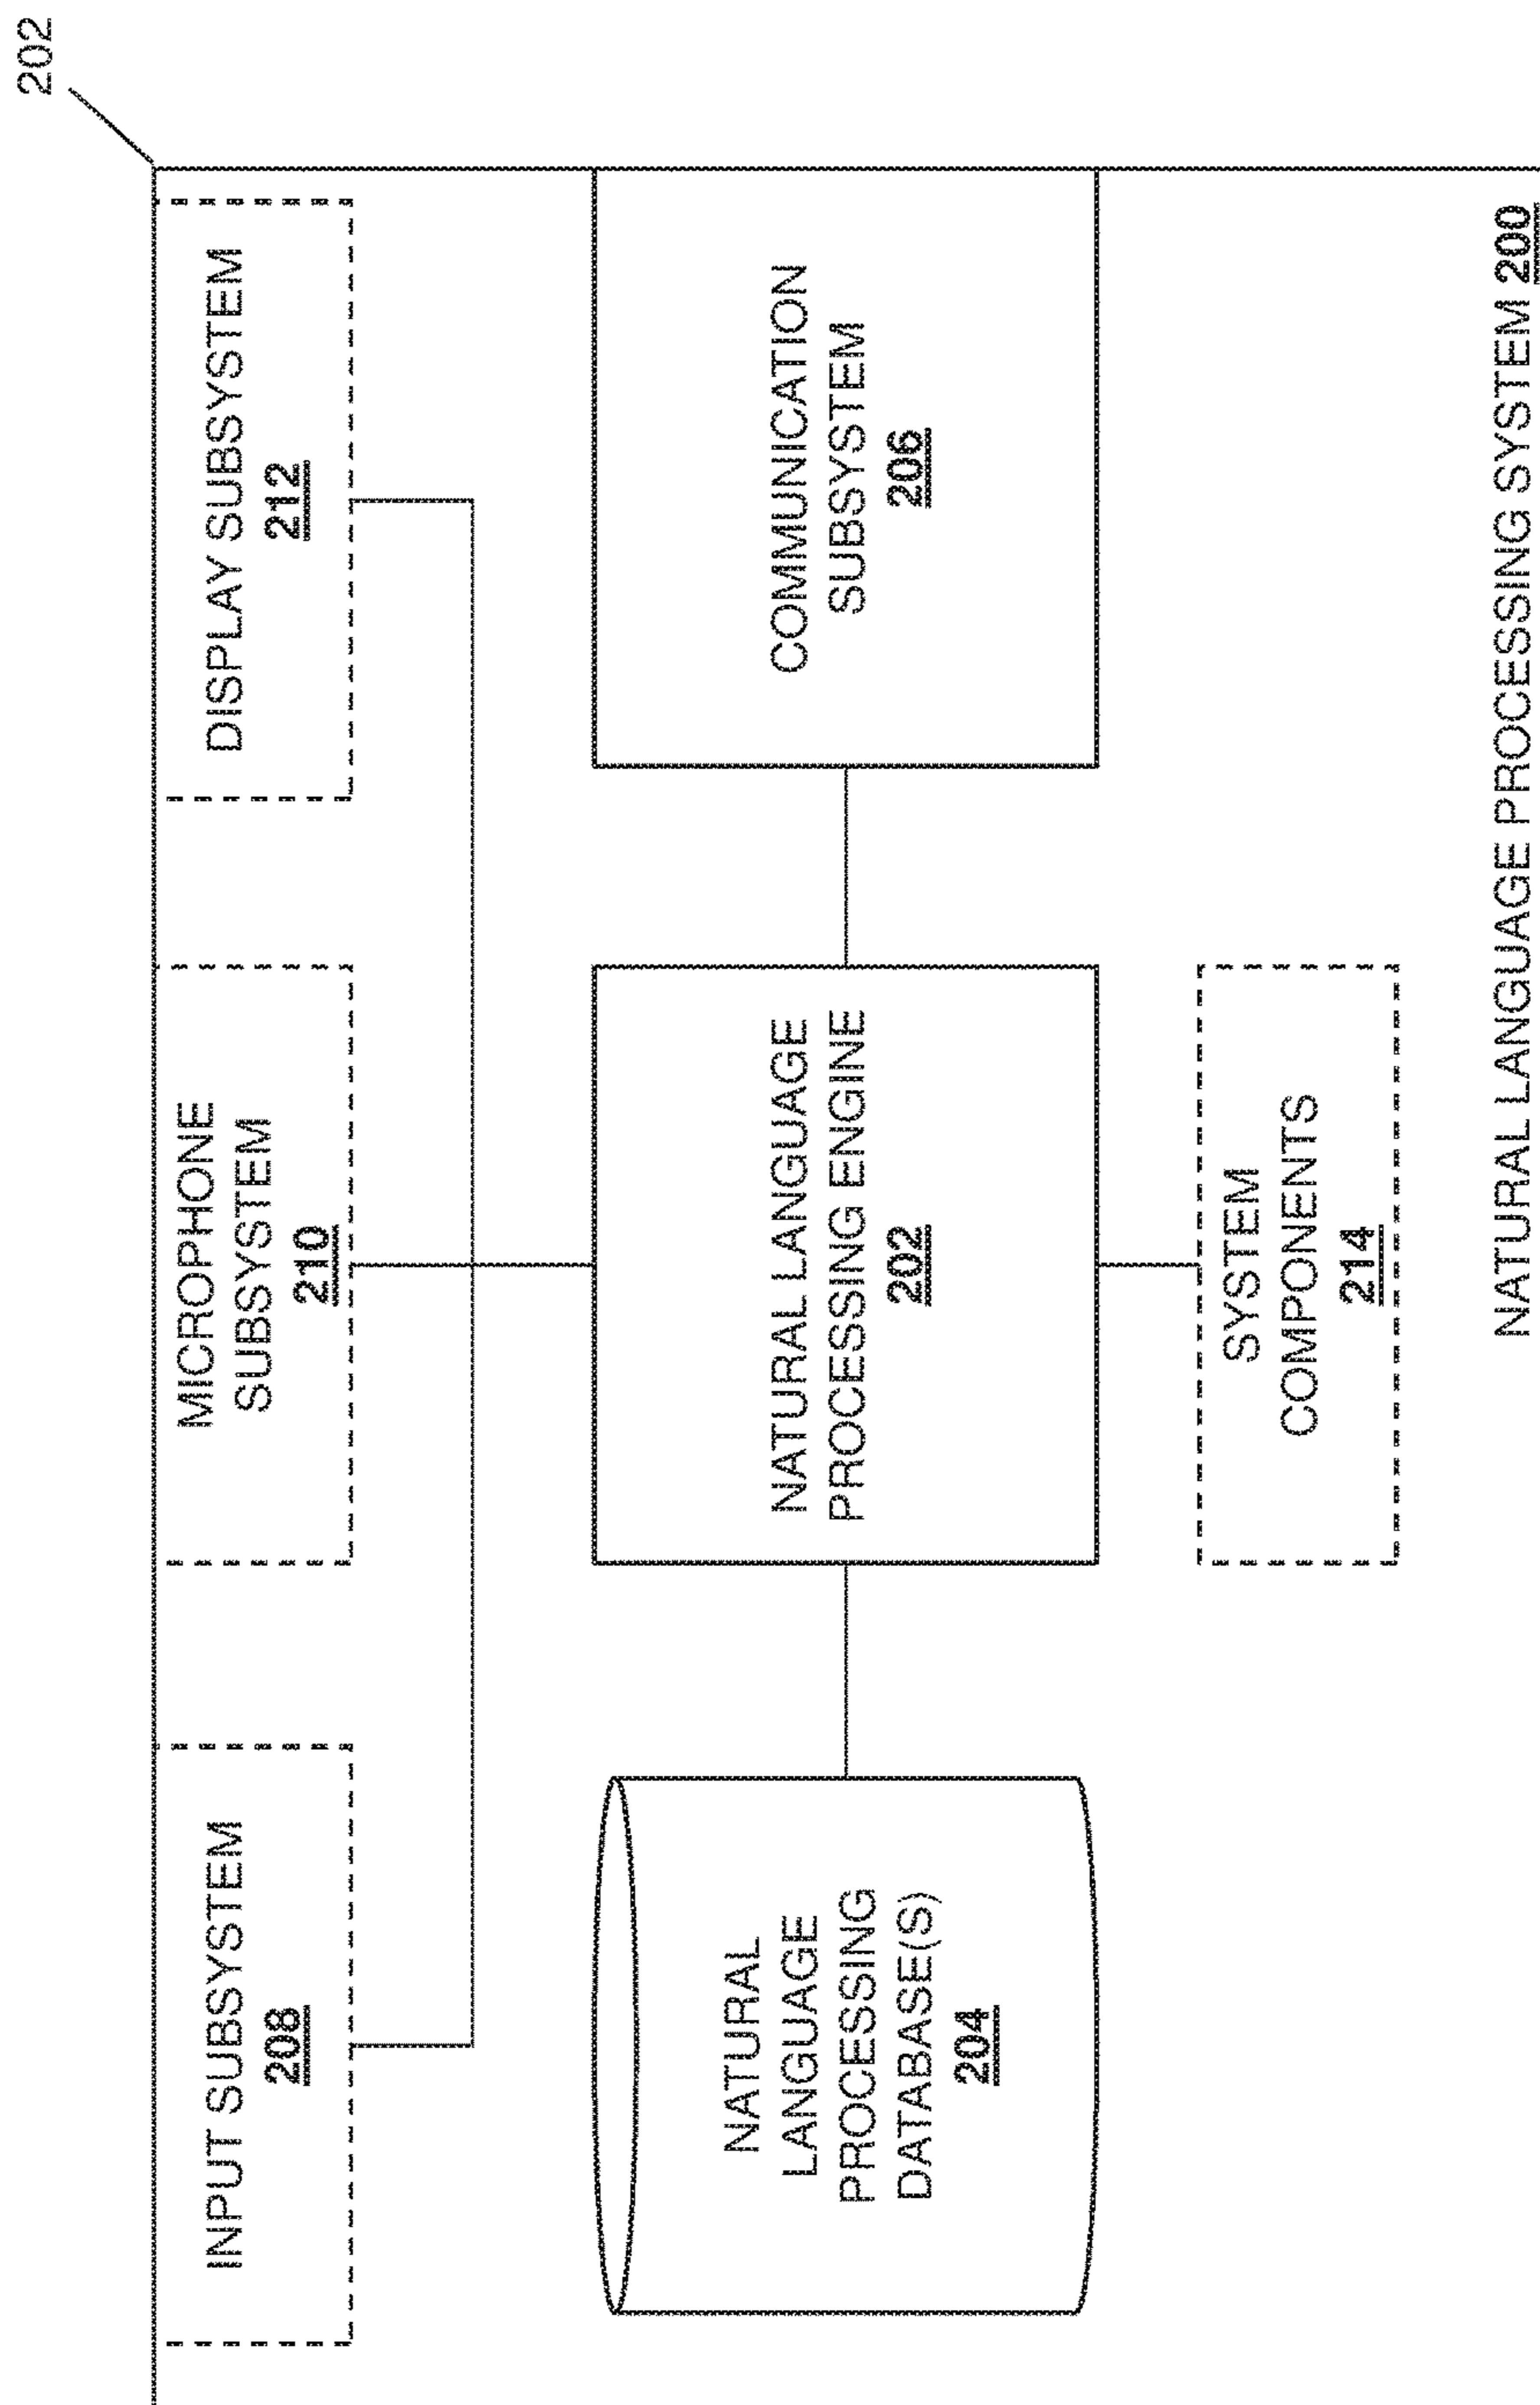 202
INPUT SUBSYSTEM
208
MICROPHONE
SUBSYSTEM
210
DISPLAY SUBSYSTEM
212
NATURAL
LANGUAGE
PROCESSING
DATABASE(S)
204
NATURAL LANGUAGE
PROCESSING ENGINE
202
COMMUNICATION
SUBSYSTEM
206
SYSTEM
COMPONENTS
214
NATURAL LANGUAGE PROCESSING SYSTEM 200